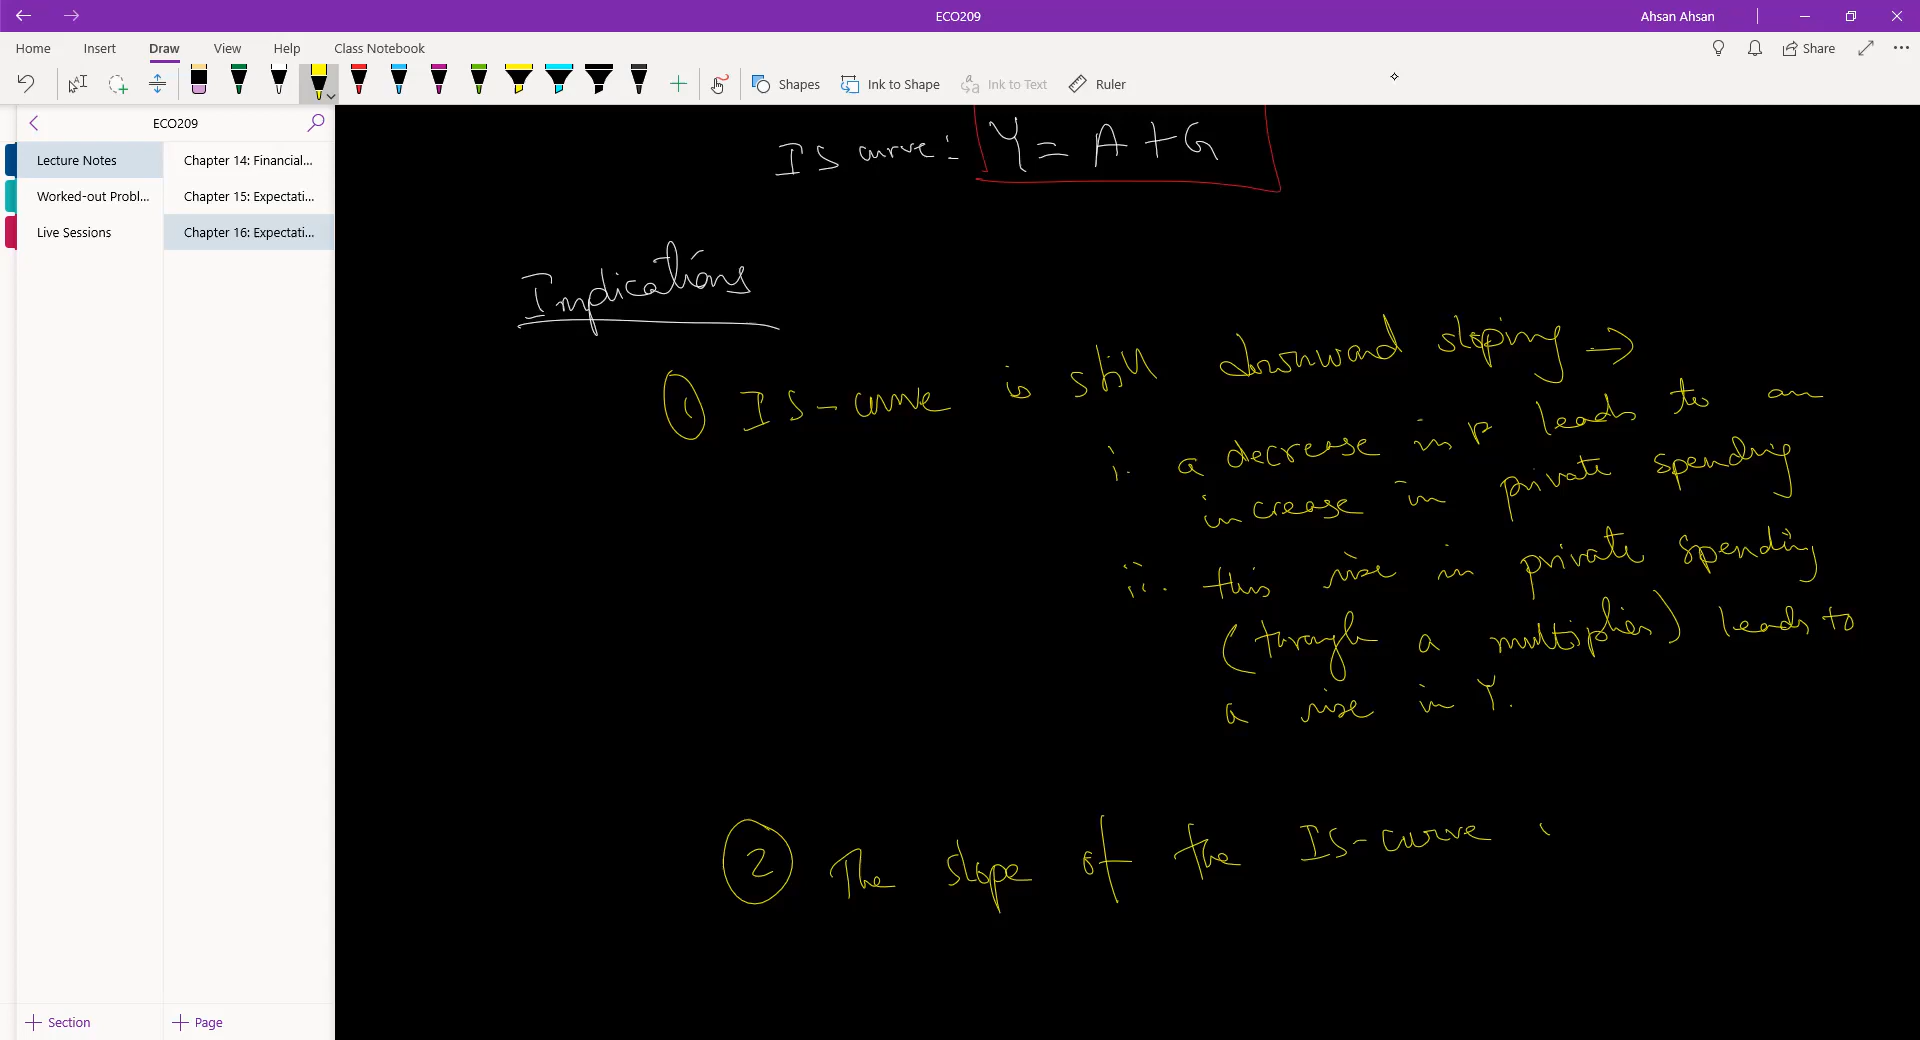 ECO209
Ahsan Ahsan
Home Insert Draw View Help Class Notebook
Share
Shapes Ink to Shape Ink to Text Ruler
ECO209
Lecture Notes
Worked-out Probl...
Live Sessions
Chapter 14: Financial...
Chapter 15: Expectati...
Chapter 16: Expectati...
Section
Page
IS curve: Y = A + G
Implications
1 IS-curve is still downward sloping →
i. a decrease in r leads to an
increase in private spending
ii. this rise in private spending
(through a multiplier) leads to
a rise in Y.
2 The slope of the IS-curve